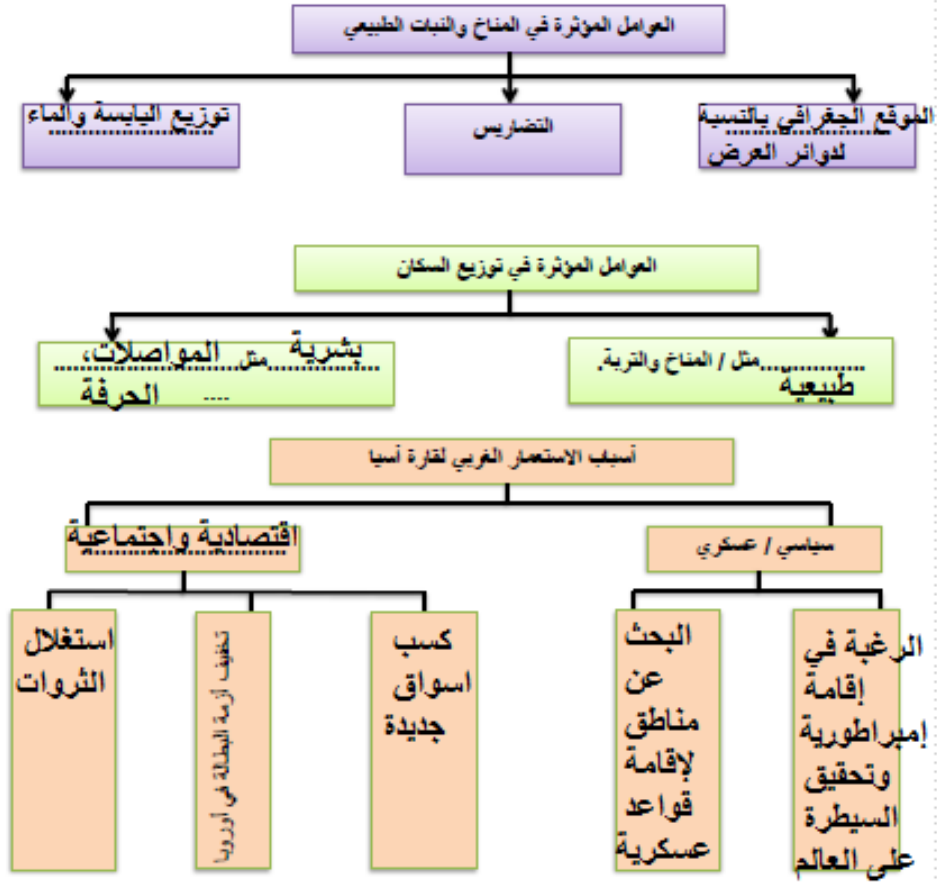 العوامل المؤثرة في المناخ والنبات الطبيعي
الموقع الجغرافي بالنسبة
لدوائر العرض
التضاريس
توزيع اليابسة والماء
العوامل المؤثرة في توزيع السكان
................مثل / المناخ والتربة.
طبيعية
بشرية مثل المواصلات،
الحرفة ....
أسباب الاستعمار الغربي لقارة آسيا
سياسي / عسكري
اقتصادية واجتماعية
الرغبة في
إقامة
إمبراطورية
وتحقيق
السيطرة
على العالم
البحث
عن
مناطق
لإقامة
قواعد
عسكرية
كسب
اسواق
جديدة
تخفيف أزمة البطالة في أوروبا
استغلال
الثروات